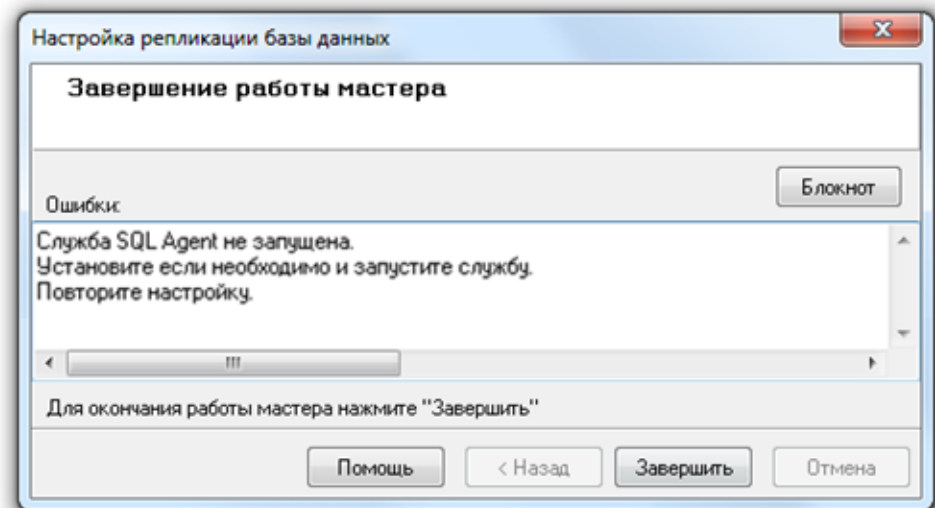 Настройка репликации базы данных
Завершение работы мастера
Блокнот
Ошибки:
Служба SQL Agent не запущена.
Установите если необходимо и запустите службу.
Повторите настройку.
Для окончания работы мастера нажмите "Завершить"
Помощь
< Назад
Завершить
Отмена